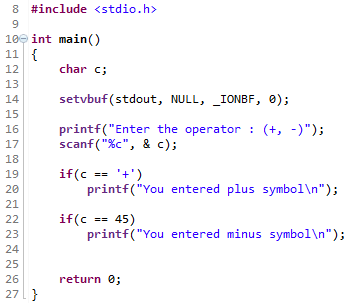 8 #include <stdio.h>
9
10 int main()
11 {
12     char c;
13
14     setvbuf(stdout, NULL, _IONBF, 0);
15
16     printf("Enter the operator : (+, -)");
17     scanf("%c", & c);
18
19     if(c == '+')
20         printf("You entered plus symbol\n");
21
22     if(c == 45)
23         printf("You entered minus symbol\n");
24
25
26     return 0;
27 }